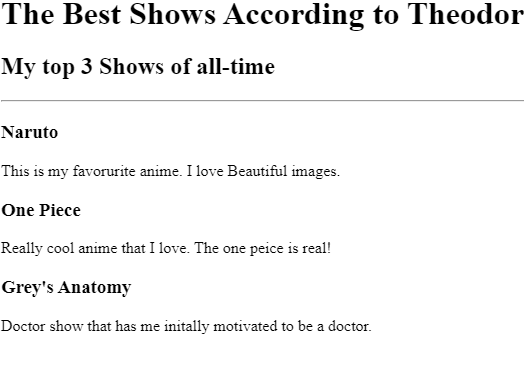 The Best Shows According to Theodor
My top 3 Shows of all-time
Naruto
This is my favorurite anime. I love Beautiful images.
One Piece
Really cool anime that I love. The one peice is real!
Grey's Anatomy
Doctor show that has me initally motivated to be a doctor.